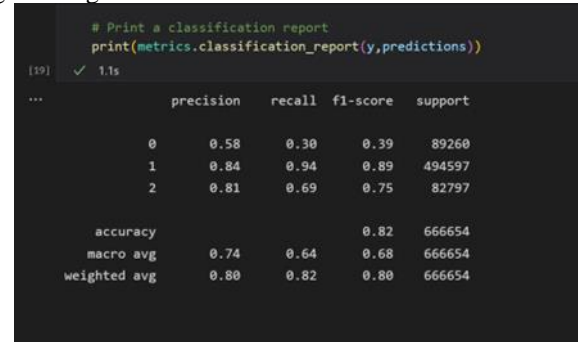 # Print a classification report
print(metrics.classification_report(y,predictions))
[19] ✓ 1.1s
...
precision recall f1-score support
0 0.58 0.30 0.39 89260
1 0.84 0.94 0.89 494597
2 0.81 0.69 0.75 82797
accuracy 0.82 666654
macro avg 0.74 0.64 0.68 666654
weighted avg 0.80 0.82 0.80 666654